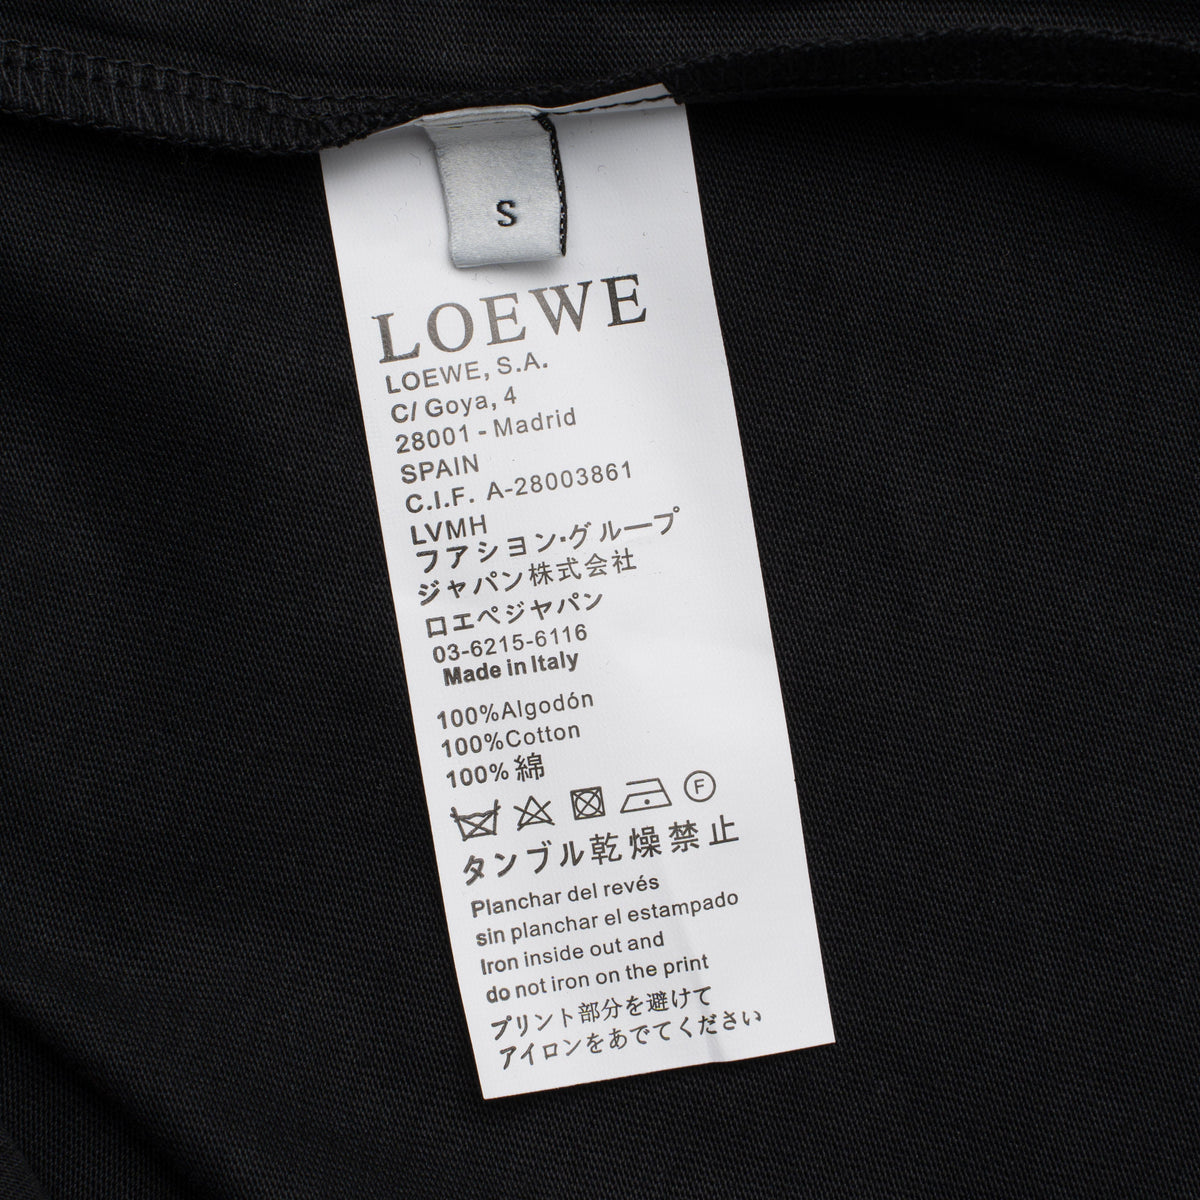 S
LOEWE
LOEWE, S.A.
C/ Goya, 4
28001 - Madrid
SPAIN
C.I.F. A-28003861
LVMH
フアシヨン・グループ
ジャパン株式会社
ロエベジャパン
03-6215-6116
Made in Italy
100%Algodón
100%Cotton
100% 綿
F
タンブル乾燥禁止
Planchar del revés
sin planchar el estampado
Iron inside out and
do not iron on the print
プリント部分を避けて
アイロンをあでてください